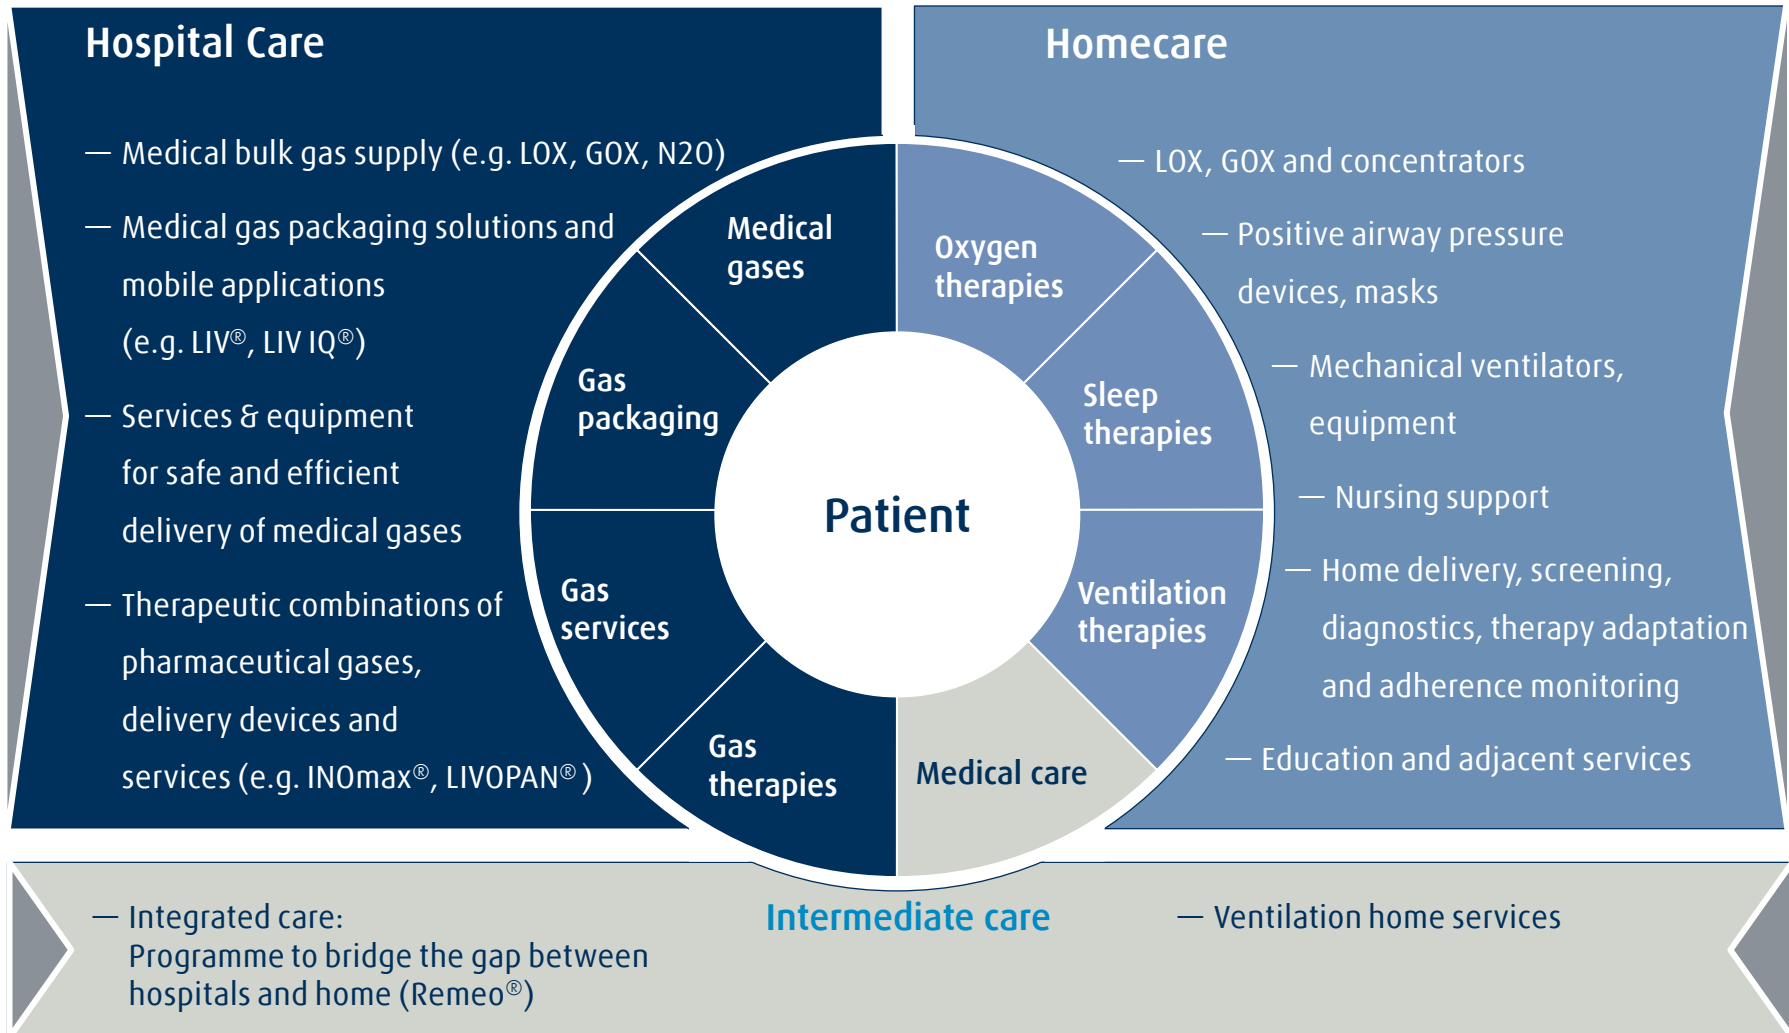 Hospital Care
— Medical bulk gas supply (e.g. LOX, GOX, N2O)
— Medical gas packaging solutions and
mobile applications
(e.g. LIV®, LIV IQ®)
— Services & equipment
for safe and efficient
delivery of medical gases
— Therapeutic combinations of
pharmaceutical gases,
delivery devices and
services (e.g. INOmax®, LIVOPAN® )
Homecare
— LOX, GOX and concentrators
— Positive airway pressure
devices, masks
— Mechanical ventilators,
equipment
— Nursing support
— Home delivery, screening,
diagnostics, therapy adaptation
and adherence monitoring
— Education and adjacent services
Medical
gases
Oxygen
therapies
Gas
packaging
Sleep
therapies
Patient
Gas
services
Ventilation
therapies
Gas
therapies
Medical care
Intermediate care
— Integrated care:
Programme to bridge the gap between
hospitals and home (Remeo®)
— Ventilation home services